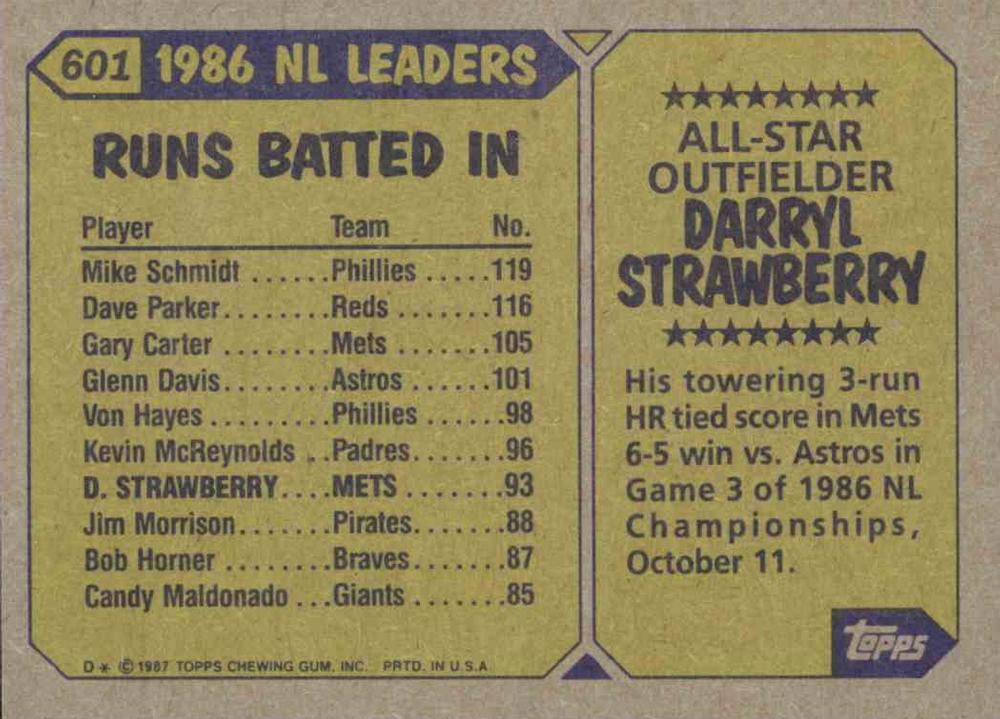 601 1986 NL LEADERS
RUNS BATTED IN
Player Team No.
Mike Schmidt ......Phillies .....119
Dave Parker........Reds .......116
Gary Carter ........Mets .......105
Glenn Davis........Astros ......101
Von Hayes .........Phillies ......98
Kevin McReynolds ..Padres.......96
D. STRAWBERRY....METS .......93
Jim Morrison.......Pirates.......88
Bob Horner ........Braves.......87
Candy Maldonado ...Giants .......85
D * © 1987 TOPPS CHEWING GUM, INC. PRTD. IN U.S.A.
ALL-STAR
OUTFIELDER
DARRYL
STRAWBERRY
His towering 3-run
HR tied score in Mets
6-5 win vs. Astros in
Game 3 of 1986 NL
Championships,
October 11.
Topps